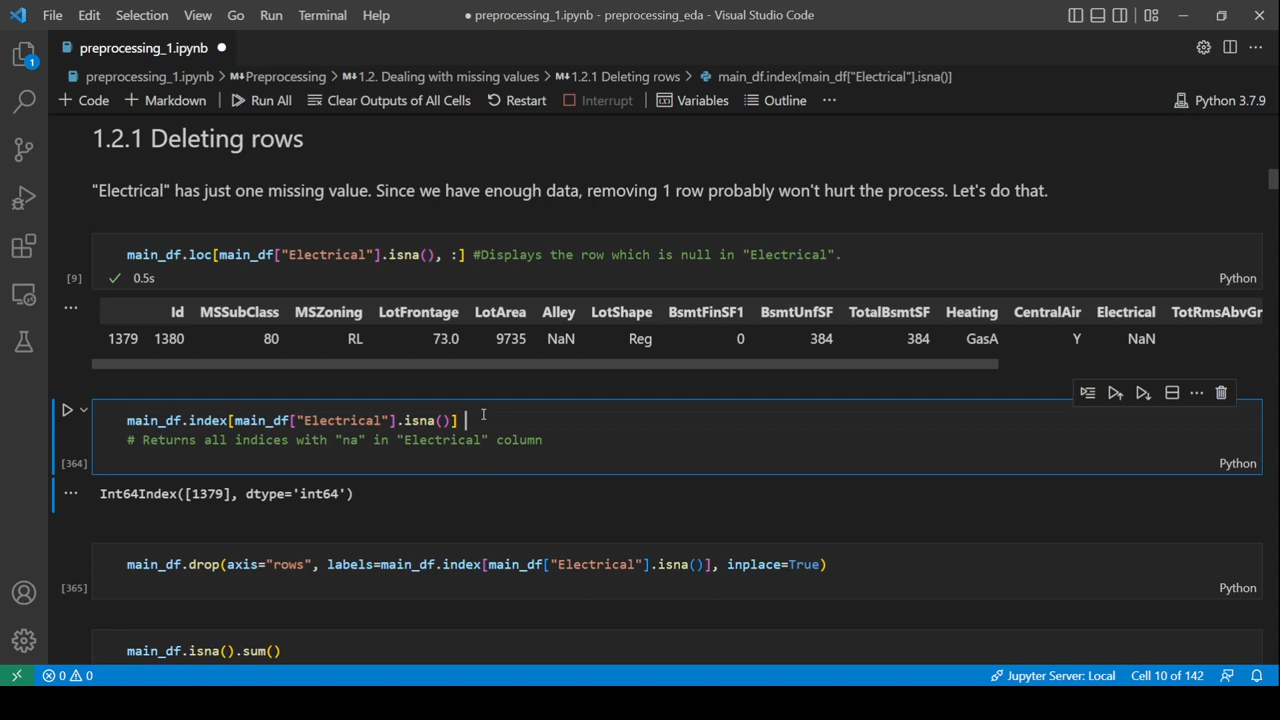 File Edit Selection View Go Run Terminal Help ● preprocessing_1.ipynb - preprocessing_eda - Visual Studio Code
preprocessing_1.ipynb ●
preprocessing_1.ipynb > M↓Preprocessing > M↓1.2. Dealing with missing values > M↓1.2.1 Deleting rows > main_df.index[main_df["Electrical"].isna()]
+ Code + Markdown Run All Clear Outputs of All Cells Restart Interrupt Variables Outline ··· Python 3.7.9
1.2.1 Deleting rows
"Electrical" has just one missing value. Since we have enough data, removing 1 row probably won't hurt the process. Let's do that.
main_df.loc[main_df["Electrical"].isna(), :] #Displays the row which is null in "Electrical".
[9] ✓ 0.5s Python
··· Id MSSubClass MSZoning LotFrontage LotArea Alley LotShape BsmtFinSF1 BsmtUnfSF TotalBsmtSF Heating CentralAir Electrical TotRmsAbvGr
1379 1380 80 RL 73.0 9735 NaN Reg 0 384 384 GasA Y NaN
main_df.index[main_df["Electrical"].isna()]
# Returns all indices with "na" in "Electrical" column
[364] Python
··· Int64Index([1379], dtype='int64')
main_df.drop(axis="rows", labels=main_df.index[main_df["Electrical"].isna()], inplace=True)
[365] Python
main_df.isna().sum()
1
0 0 Jupyter Server: Local Cell 10 of 142